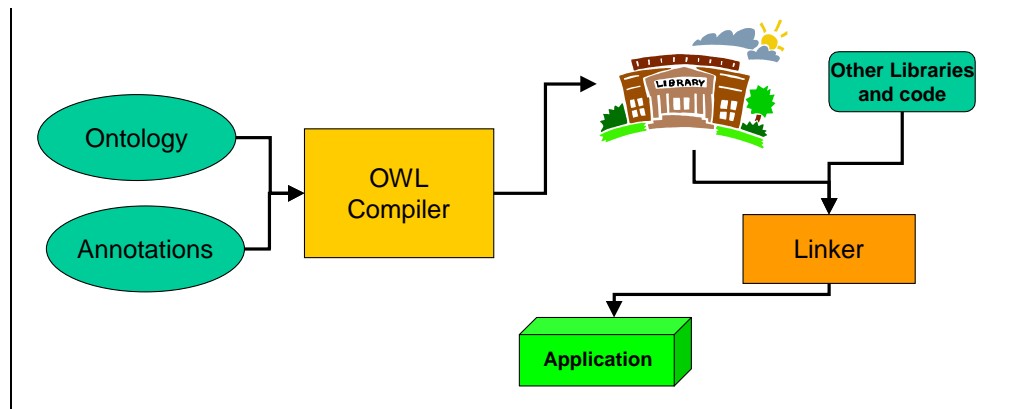 Ontology
Annotations
OWL
Compiler
LIBRARY
Other Libraries
and code
Linker
Application